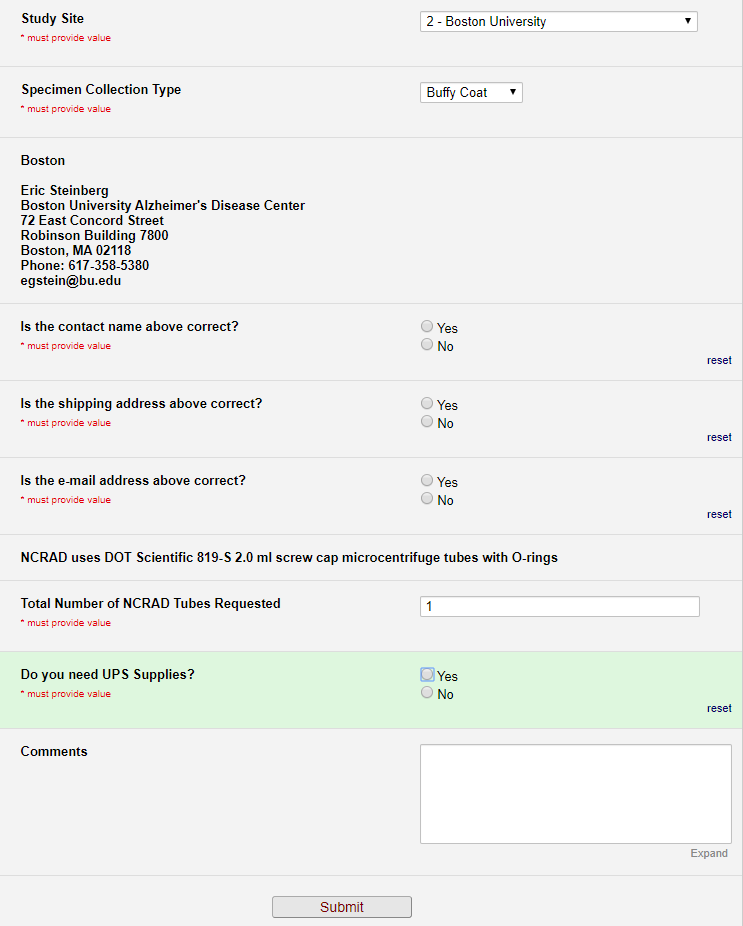 Study Site
* must provide value
2 - Boston University
Specimen Collection Type
* must provide value
Buffy Coat
Boston
Eric Steinberg
Boston University Alzheimer's Disease Center
72 East Concord Street
Robinson Building 7800
Boston, MA 02118
Phone: 617-358-5380
egstein@bu.edu
Is the contact name above correct?
* must provide value
Yes
No
reset
Is the shipping address above correct?
* must provide value
Yes
No
reset
Is the e-mail address above correct?
* must provide value
Yes
No
reset
NCRAD uses DOT Scientific 819-S 2.0 ml screw cap microcentrifuge tubes with O-rings
Total Number of NCRAD Tubes Requested
* must provide value
1
Do you need UPS Supplies?
* must provide value
Yes
No
reset
Comments
Expand
Submit